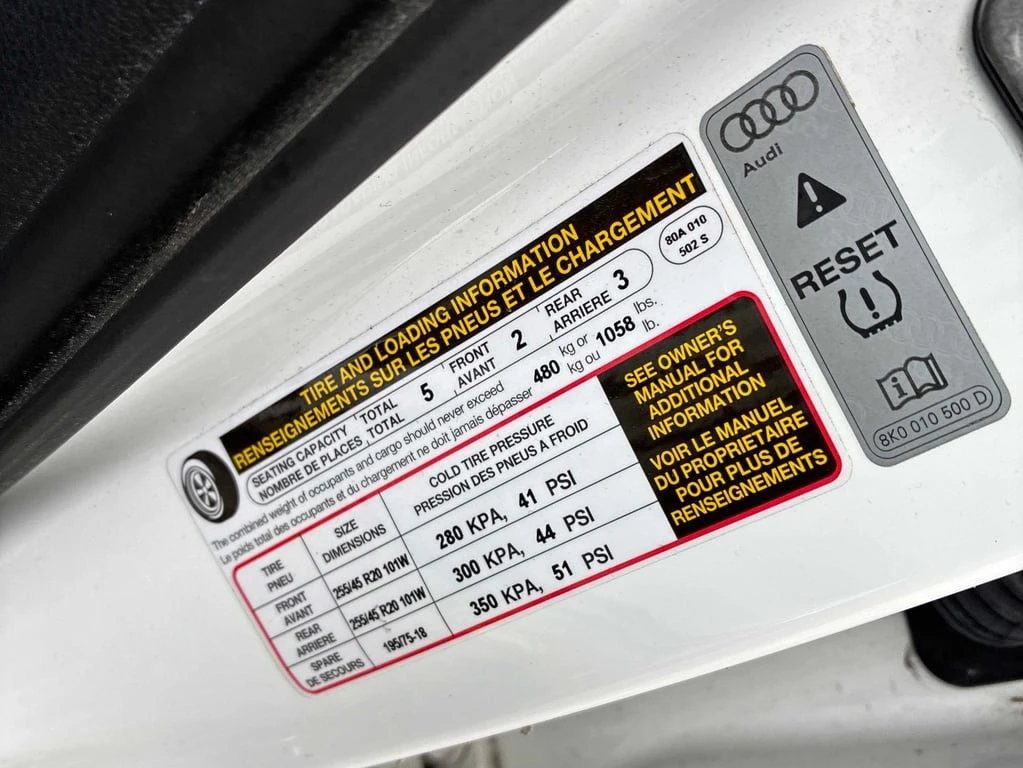 TIRE AND LOADING INFORMATION
RENSEIGNEMENTS SUR LES PNEUS ET LE CHARGEMENT
80A 010
502 S
SEATING CAPACITY TOTAL 5 FRONT 2 REAR 3
NOMBRE DE PLACES TOTAL AVANT ARRIERE
The combined weight of occupants and cargo should never exceed 480 kg or 1058 lbs.
Le poids total des occupants et du chargement ne doit jamais dépasser kg ou lb.
TIRE SIZE COLD TIRE PRESSURE
PNEU DIMENSIONS PRESSION DES PNEUS A FROID
FRONT 255/45 R20 101W 280 KPA, 41 PSI
AVANT
REAR 255/45 R20 101W 300 KPA, 44 PSI
ARRIERE
SPARE 195/75-18 350 KPA, 51 PSI
DE SECOURS
SEE OWNER'S
MANUAL FOR
ADDITIONAL
INFORMATION
VOIR LE MANUEL
DU PROPRIETAIRE
POUR PLUS DE
RENSEIGNEMENTS
Audi
RESET
8K0 010 500 D